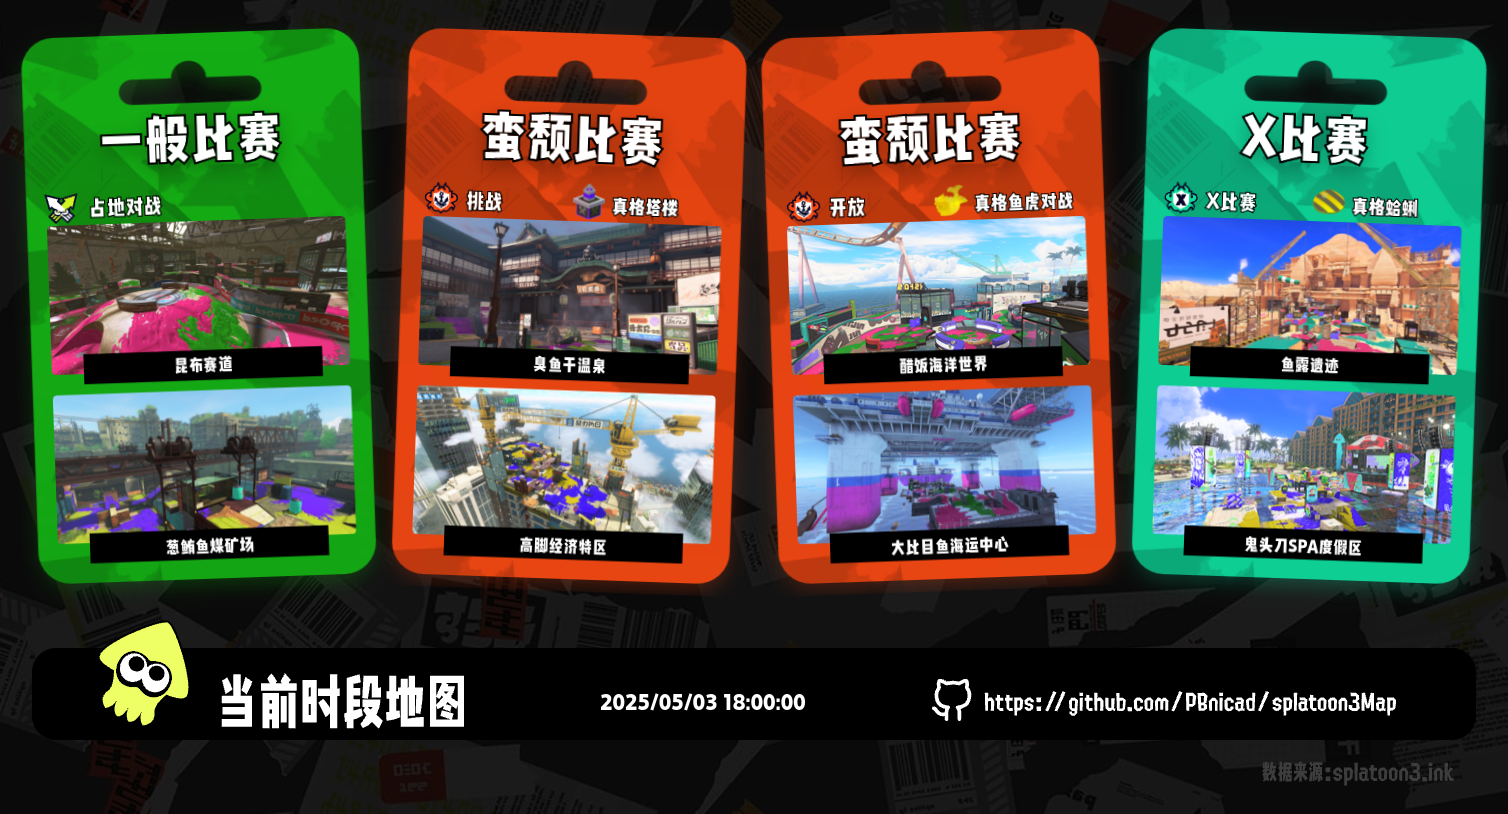 一般比赛
占地对战
昆布赛道
葱鲔鱼煤矿场
蛮颓比赛
挑战
真格塔楼
臭鱼干温泉
高脚经济特区
蛮颓比赛
开放
真格鱼虎对战
醋饭海洋世界
大比目鱼海运中心
X比赛
X比赛
真格蛤蜊
鱼露遗迹
鬼头刀SPA度假区
当前时段地图
2025/05/03 18:00:00
https://github.com/PBnicad/splatoon3Map
数据来源:splatoon3.ink